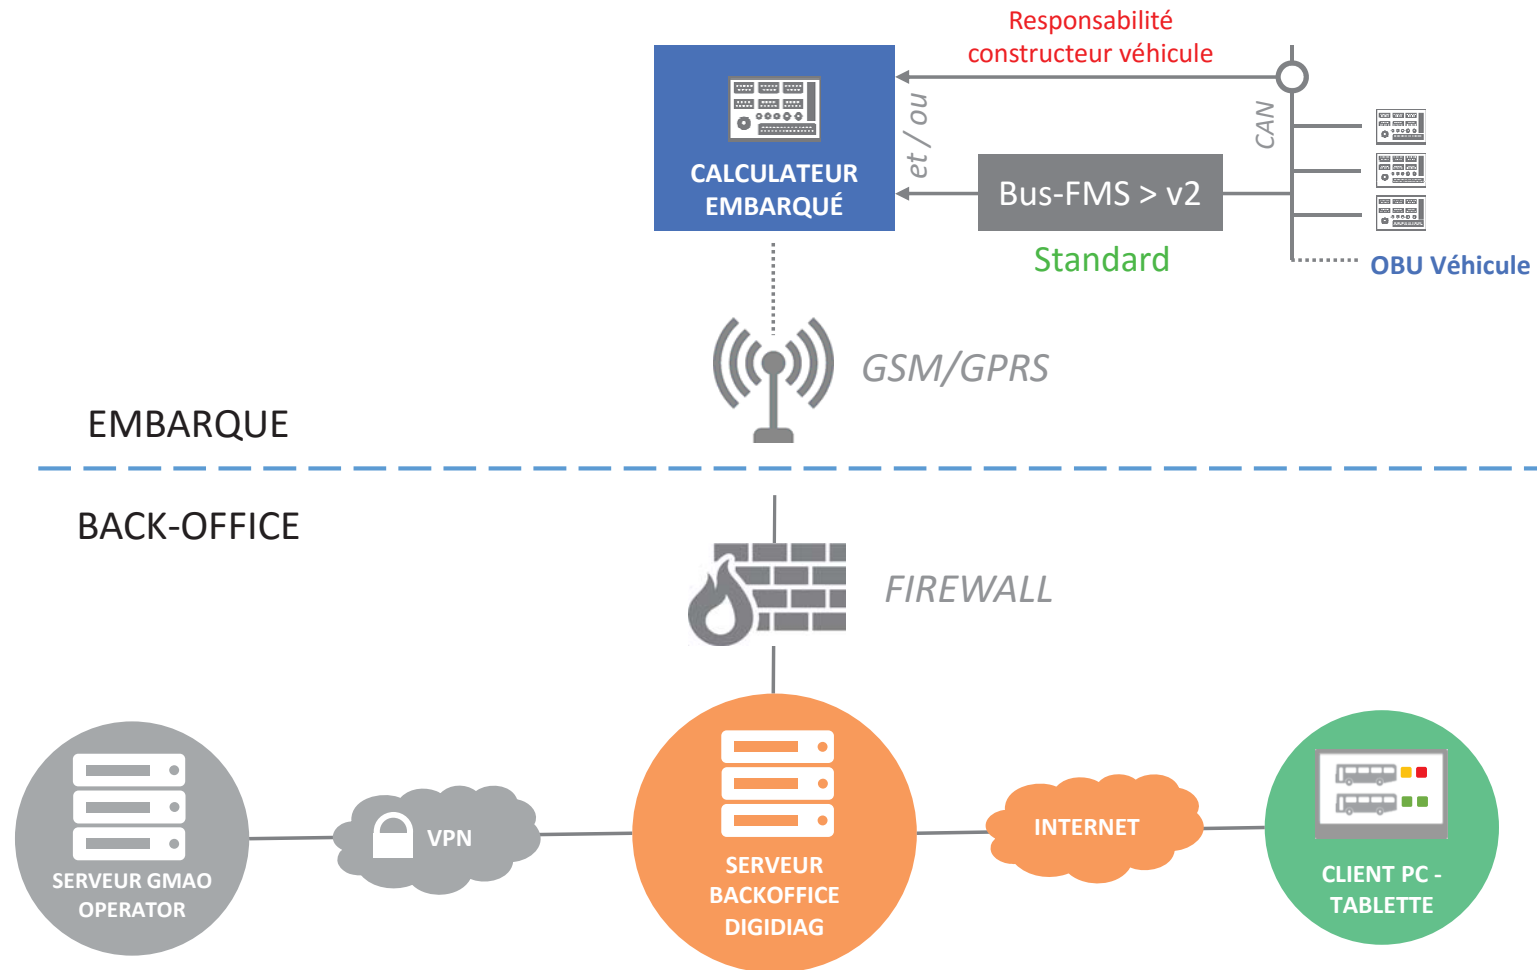 Responsabilité
constructeur véhicule
CALCULATEUR
EMBARQUÉ
et / ou
CAN
Bus-FMS > v2
Standard
OBU Véhicule
GSM/GPRS
EMBARQUE
BACK-OFFICE
FIREWALL
SERVEUR GMAO
OPERATOR
VPN
SERVEUR
BACKOFFICE
DIGIDIAG
INTERNET
CLIENT PC -
TABLETTE